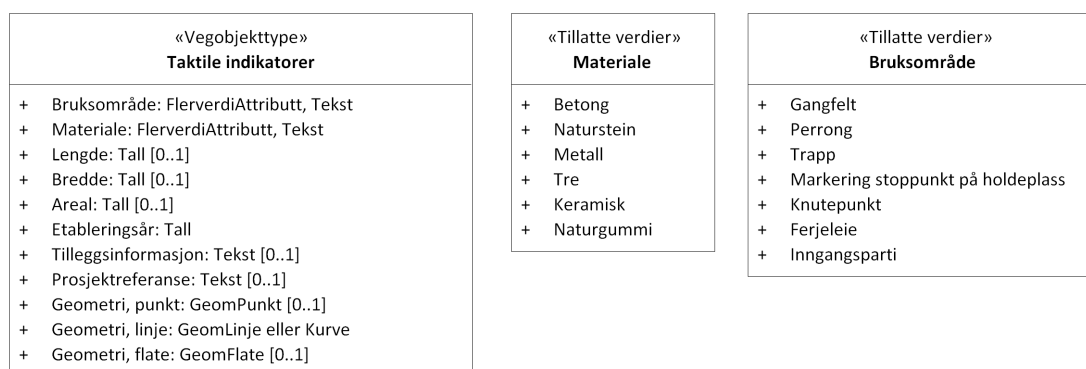 «Vegobjekttype»
Taktile indikatorer
+ Bruksområde: FlerverdiAttributt, Tekst
+ Materiale: FlerverdiAttributt, Tekst
+ Lengde: Tall [0..1]
+ Bredde: Tall [0..1]
+ Areal: Tall [0..1]
+ Etableringsår: Tall
+ Tilleggsinformasjon: Tekst [0..1]
+ Prosjektreferanse: Tekst [0..1]
+ Geometri, punkt: GeomPunkt [0..1]
+ Geometri, linje: GeomLinje eller Kurve
+ Geometri, flate: GeomFlate [0..1]
«Tillatte verdier»
Materiale
+ Betong
+ Naturstein
+ Metall
+ Tre
+ Keramisk
+ Naturgummi
«Tillatte verdier»
Bruksområde
+ Gangfelt
+ Perrong
+ Trapp
+ Markering stoppunkt på holdeplass
+ Knutepunkt
+ Ferjeleie
+ Inngangsparti